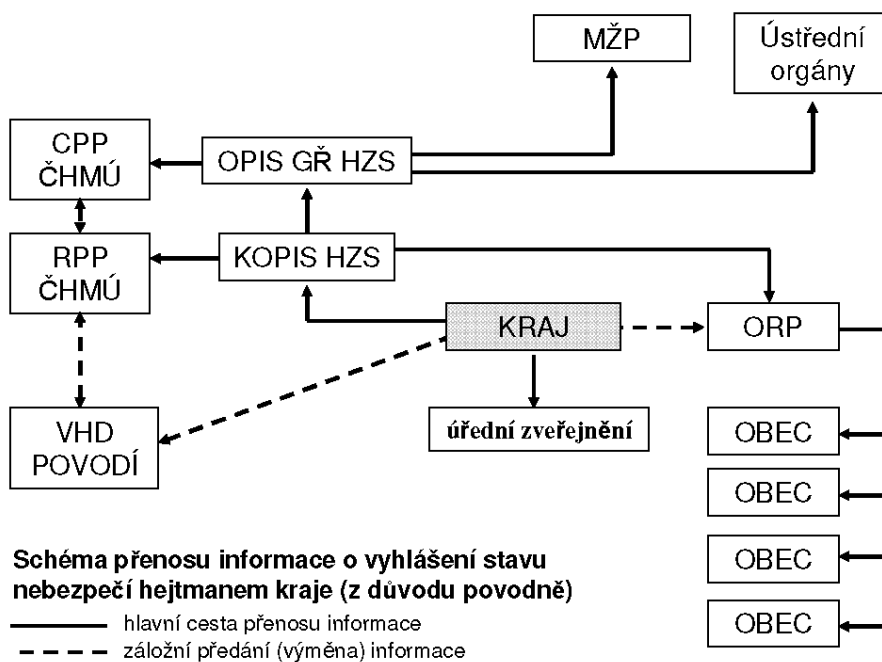 MŽP
Ústřední
orgány
CPP
ČHMÚ
OPIS GŘ HZS
RPP
ČHMÚ
KOPIS HZS
KRAJ
ORP
úřední zveřejnění
VHD
POVODÍ
OBEC
OBEC
OBEC
OBEC
Schéma přenosu informace o vyhlášení stavu
nebezpečí hejtmanem kraje (z důvodu povodně)
hlavní cesta přenosu informace
záložní předání (výměna) informace